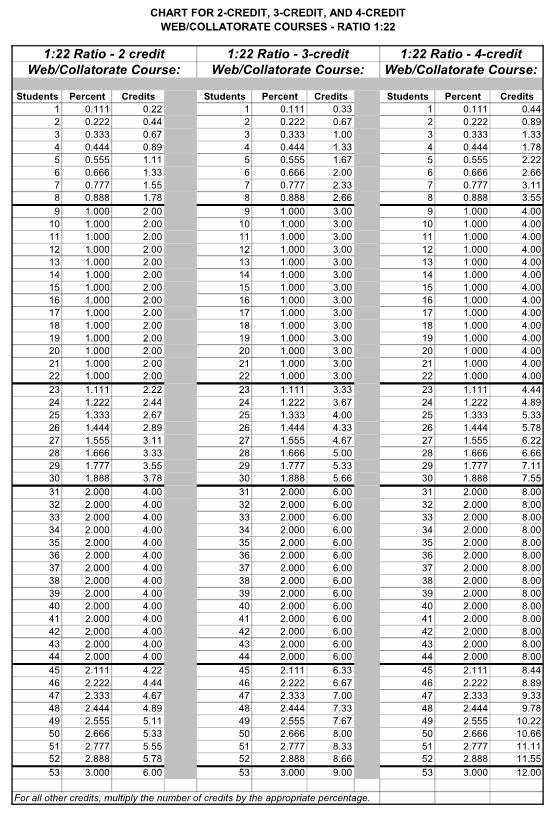 CHART FOR 2-CREDIT, 3-CREDIT, AND 4-CREDIT
WEB/COLLATORATE COURSES - RATIO 1:22
1:22 Ratio - 2 credit 1:22 Ratio - 3-credit 1:22 Ratio - 4-credit
Web/Collatorate Course: Web/Collatorate Course: Web/Collatorate Course:
Students Percent Credits Students Percent Credits Students Percent Credits
1 0.111 0.22 1 0.111 0.33 1 0.111 0.44
2 0.222 0.44 2 0.222 0.67 2 0.222 0.89
3 0.333 0.67 3 0.333 1.00 3 0.333 1.33
4 0.444 0.89 4 0.444 1.33 4 0.444 1.78
5 0.555 1.11 5 0.555 1.67 5 0.555 2.22
6 0.666 1.33 6 0.666 2.00 6 0.666 2.66
7 0.777 1.55 7 0.777 2.33 7 0.777 3.11
8 0.888 1.78 8 0.888 2.66 8 0.888 3.55
9 1.000 2.00 9 1.000 3.00 9 1.000 4.00
10 1.000 2.00 10 1.000 3.00 10 1.000 4.00
11 1.000 2.00 11 1.000 3.00 11 1.000 4.00
12 1.000 2.00 12 1.000 3.00 12 1.000 4.00
13 1.000 2.00 13 1.000 3.00 13 1.000 4.00
14 1.000 2.00 14 1.000 3.00 14 1.000 4.00
15 1.000 2.00 15 1.000 3.00 15 1.000 4.00
16 1.000 2.00 16 1.000 3.00 16 1.000 4.00
17 1.000 2.00 17 1.000 3.00 17 1.000 4.00
18 1.000 2.00 18 1.000 3.00 18 1.000 4.00
19 1.000 2.00 19 1.000 3.00 19 1.000 4.00
20 1.000 2.00 20 1.000 3.00 20 1.000 4.00
21 1.000 2.00 21 1.000 3.00 21 1.000 4.00
22 1.000 2.00 22 1.000 3.00 22 1.000 4.00
23 1.111 2.22 23 1.111 3.33 23 1.111 4.44
24 1.222 2.44 24 1.222 3.67 24 1.222 4.89
25 1.333 2.67 25 1.333 4.00 25 1.333 5.33
26 1.444 2.89 26 1.444 4.33 26 1.444 5.78
27 1.555 3.11 27 1.555 4.67 27 1.555 6.22
28 1.666 3.33 28 1.666 5.00 28 1.666 6.66
29 1.777 3.55 29 1.777 5.33 29 1.777 7.11
30 1.888 3.78 30 1.888 5.66 30 1.888 7.55
31 2.000 4.00 31 2.000 6.00 31 2.000 8.00
32 2.000 4.00 32 2.000 6.00 32 2.000 8.00
33 2.000 4.00 33 2.000 6.00 33 2.000 8.00
34 2.000 4.00 34 2.000 6.00 34 2.000 8.00
35 2.000 4.00 35 2.000 6.00 35 2.000 8.00
36 2.000 4.00 36 2.000 6.00 36 2.000 8.00
37 2.000 4.00 37 2.000 6.00 37 2.000 8.00
38 2.000 4.00 38 2.000 6.00 38 2.000 8.00
39 2.000 4.00 39 2.000 6.00 39 2.000 8.00
40 2.000 4.00 40 2.000 6.00 40 2.000 8.00
41 2.000 4.00 41 2.000 6.00 41 2.000 8.00
42 2.000 4.00 42 2.000 6.00 42 2.000 8.00
43 2.000 4.00 43 2.000 6.00 43 2.000 8.00
44 2.000 4.00 44 2.000 6.00 44 2.000 8.00
45 2.111 4.22 45 2.111 6.33 45 2.111 8.44
46 2.222 4.44 46 2.222 6.67 46 2.222 8.89
47 2.333 4.67 47 2.333 7.00 47 2.333 9.33
48 2.444 4.89 48 2.444 7.33 48 2.444 9.78
49 2.555 5.11 49 2.555 7.67 49 2.555 10.22
50 2.666 5.33 50 2.666 8.00 50 2.666 10.66
51 2.777 5.55 51 2.777 8.33 51 2.777 11.11
52 2.888 5.78 52 2.888 8.66 52 2.888 11.55
53 3.000 6.00 53 3.000 9.00 53 3.000 12.00
For all other credits, multiply the number of credits by the appropriate percentage.